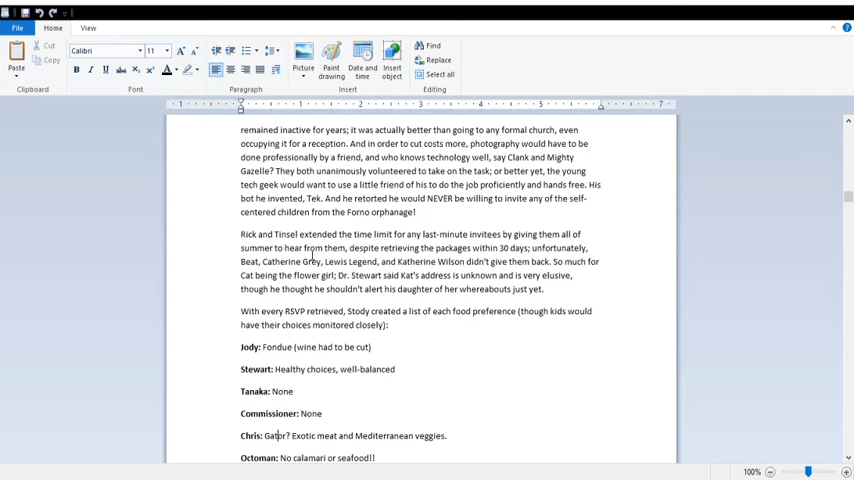 File
Home
View
Cut
Copy
Paste
Calibri
11
Picture
Paint drawing
Date and time
Insert object
Find
Replace
Select all
Clipboard
Font
Paragraph
Insert
Editing
1 1 2 3 4 5 7
remained inactive for years; it was actually better than going to any formal church, even
occupying it for a reception. And in order to cut costs more, photography would have to be
done professionally by a friend, and who knows technology well, say Clank and Mighty
Gazelle? They both unanimously volunteered to take on the task; or better yet, the young
tech geek would want to use a little friend of his to do the job proficiently and hands free. His
bot he invented, Tek. And he retorted he would NEVER be willing to invite any of the self-
centered children from the Forno orphanage!
Rick and Tinsel extended the time limit for any last-minute invitees by giving them all of
summer to hear from them, despite retrieving the packages within 30 days; unfortunately,
Beat, Catherine Grey, Lewis Legend, and Katherine Wilson didn't give them back. So much for
Cat being the flower girl; Dr. Stewart said Kat's address is unknown and is very elusive,
though he thought he shouldn't alert his daughter of her whereabouts just yet.
With every RSVP retrieved, Stody created a list of each food preference (though kids would
have their choices monitored closely):
Jody: Fondue (wine had to be cut)
Stewart: Healthy choices, well-balanced
Tanaka: None
Commissioner: None
Chris: Gator? Exotic meat and Mediterranean veggies.
Octoman: No calamari or seafood!!
100%